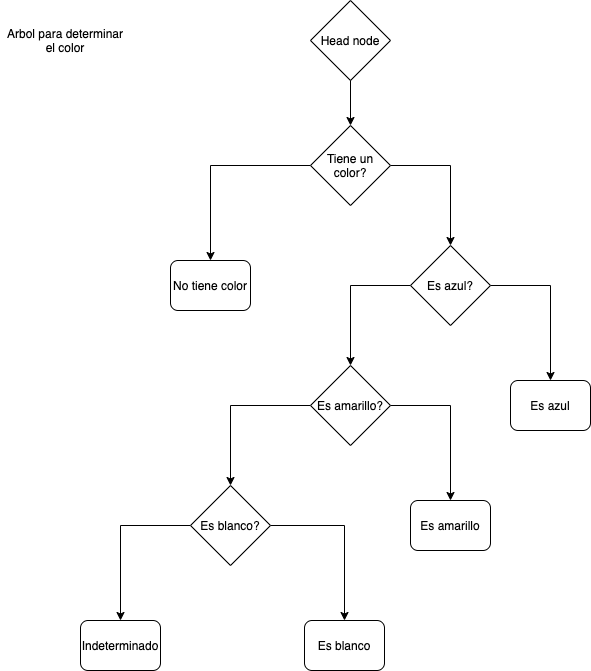 Arbol para determinar
el color
Head node
Tiene un
color?
No tiene color
Es azul?
Es amarillo?
Es azul
Es blanco?
Es amarillo
Indeterminado
Es blanco